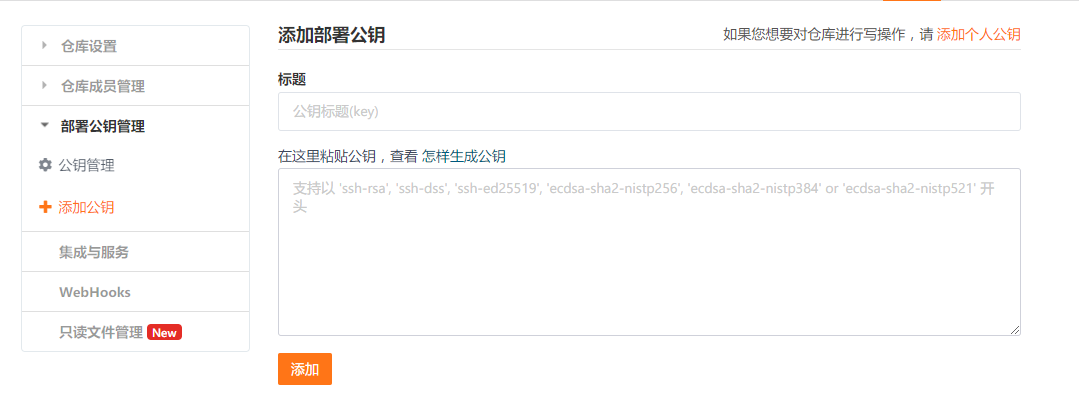 仓库设置
仓库成员管理
部署公钥管理
公钥管理
添加公钥
集成与服务
WebHooks
只读文件管理 New
添加部署公钥
如果您想要对仓库进行写操作，请 添加个人公钥
标题
公钥标题(key)
在这里粘贴公钥，查看 怎样生成公钥
支持以 'ssh-rsa', 'ssh-dss', 'ssh-ed25519', 'ecdsa-sha2-nistp256', 'ecdsa-sha2-nistp384' or 'ecdsa-sha2-nistp521' 开
头
添加